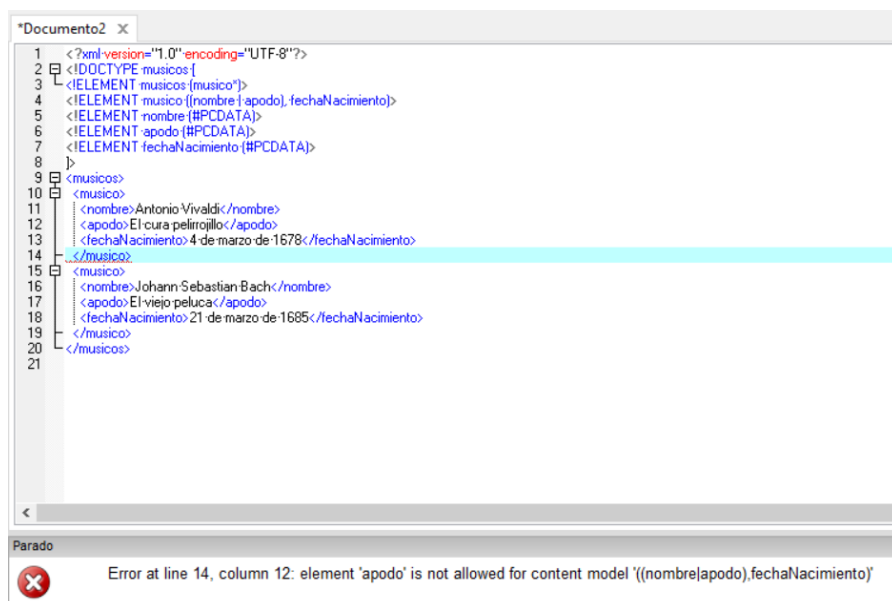 *Documento2 X
1 <?xml version="1.0" encoding="UTF-8"?>
2 <!DOCTYPE musicos [
3 <!ELEMENT musicos (musico*)>
4 <!ELEMENT musico ((nombre | apodo), fechaNacimiento)>
5 <!ELEMENT nombre (#PCDATA)>
6 <!ELEMENT apodo (#PCDATA)>
7 <!ELEMENT fechaNacimiento (#PCDATA)>
8 ]>
9 <musicos>
10 <musico>
11 <nombre>Antonio Vivaldi</nombre>
12 <apodo>El cura pelirrojillo</apodo>
13 <fechaNacimiento>4 de marzo de 1678</fechaNacimiento>
14 </musico>
15 <musico>
16 <nombre>Johann Sebastian Bach</nombre>
17 <apodo>El viejo peluca</apodo>
18 <fechaNacimiento>21 de marzo de 1685</fechaNacimiento>
19 </musico>
20 </musicos>
21
Parado
Error at line 14, column 12: element 'apodo' is not allowed for content model '((nombre|apodo),fechaNacimiento)'